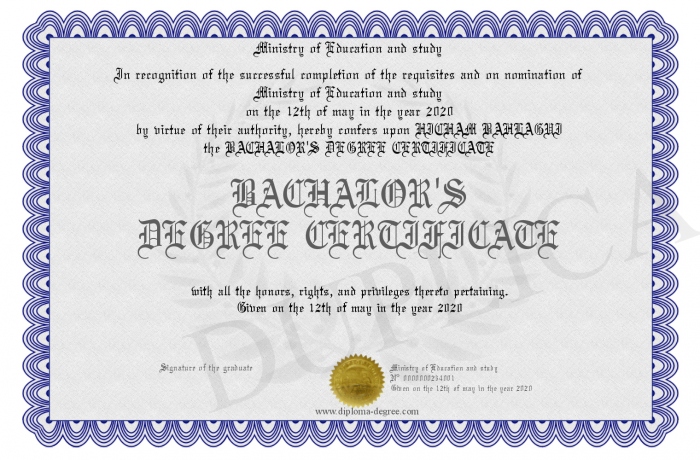 Ministry of Education and study
In recognition of the successful completion of the requisites and on nomination of
Ministry of Education and study
on the 12th of may in the year 2020
by virtue of their authority, hereby confers upon HICHAM BAHLAGUI
the BACHALOR'S DEGREE CERTIFICATE
BACHALOR'S
DEGREE CERTIFICATE
with all the honors, rights, and privileges thereto pertaining.
Given on the 12th of may in the year 2020
Signature of the graduate
Ministry of Education and study
N° 0000000234001
Given on the 12th of may in the year 2020
www.diploma-degree.com
DUPLICA